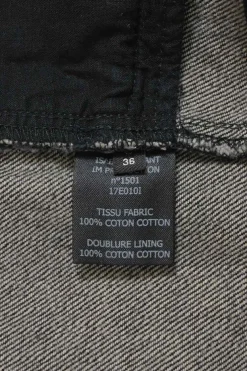 36
n°1501
17E010I
TISSU FABRIC
100% COTON COTTON
DOUBLURE LINING
100% COTON COTTON